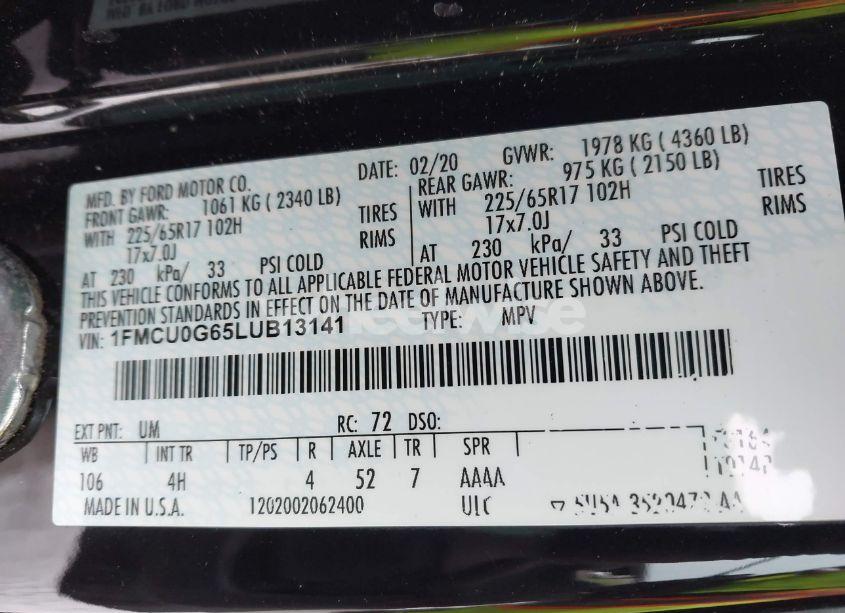 MFD. BY FORD MOTOR CO. DATE: 02/20 GVWR: 1978 KG ( 4360 LB)
FRONT GAWR: 1061 KG ( 2340 LB) REAR GAWR: 975 KG ( 2150 LB)
WITH 225/65R17 102H TIRES WITH 225/65R17 102H TIRES
17x7.0J RIMS 17x7.0J RIMS
AT 230 kPa/ 33 PSI COLD AT 230 kPa/ 33 PSI COLD
THIS VEHICLE CONFORMS TO ALL APPLICABLE FEDERAL MOTOR VEHICLE SAFETY AND THEFT
PREVENTION STANDARDS IN EFFECT ON THE DATE OF MANUFACTURE SHOWN ABOVE.
VIN: 1FMCU0G65LUB13141 TYPE: MPV
EXT PNT: UM RC: 72 DSO:
WB INT TR TP/PS R AXLE TR SPR
106 4H 4 52 7 AAAA
MADE IN U.S.A. 1202002062400 ULC